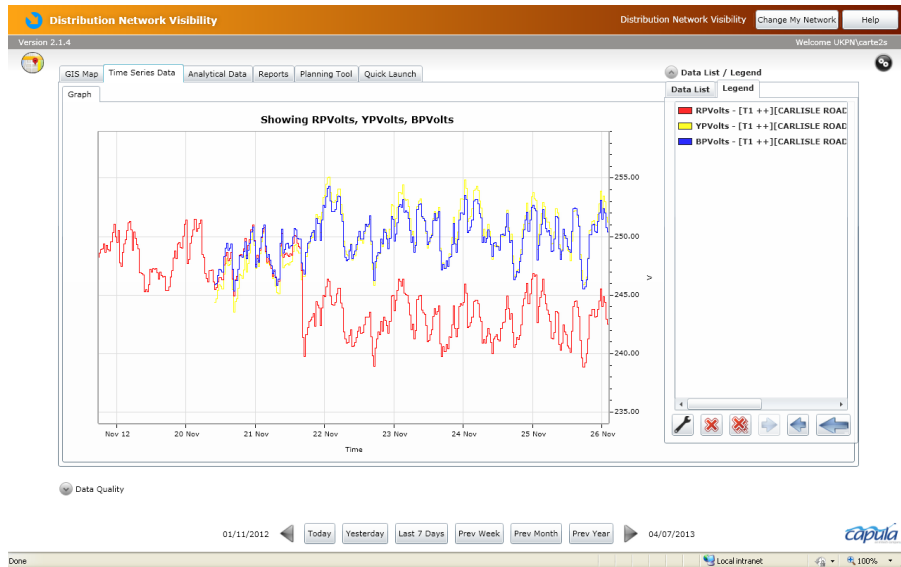 Distribution Network Visibility
Distribution Network Visibility
Change My Network
Help
Version 2.1.4
Welcome UKPN\carte2s
GIS Map
Time Series Data
Analytical Data
Reports
Planning Tool
Quick Launch
Data List / Legend
Data List
Legend
Graph
Showing RPVolts, YPVolts, BPVolts
RPVolts - [T1 ++][CARLISLE ROAD
YPVolts - [T1 ++][CARLISLE ROAD
BPVolts - [T1 ++][CARLISLE ROAD
255.00
250.00
245.00
240.00
235.00
V
Nov 12
20 Nov
21 Nov
22 Nov
23 Nov
24 Nov
25 Nov
26 Nov
Time
Data Quality
01/11/2012
Today
Yesterday
Last 7 Days
Prev Week
Prev Month
Prev Year
04/07/2013
capula
Done
Local intranet
100%